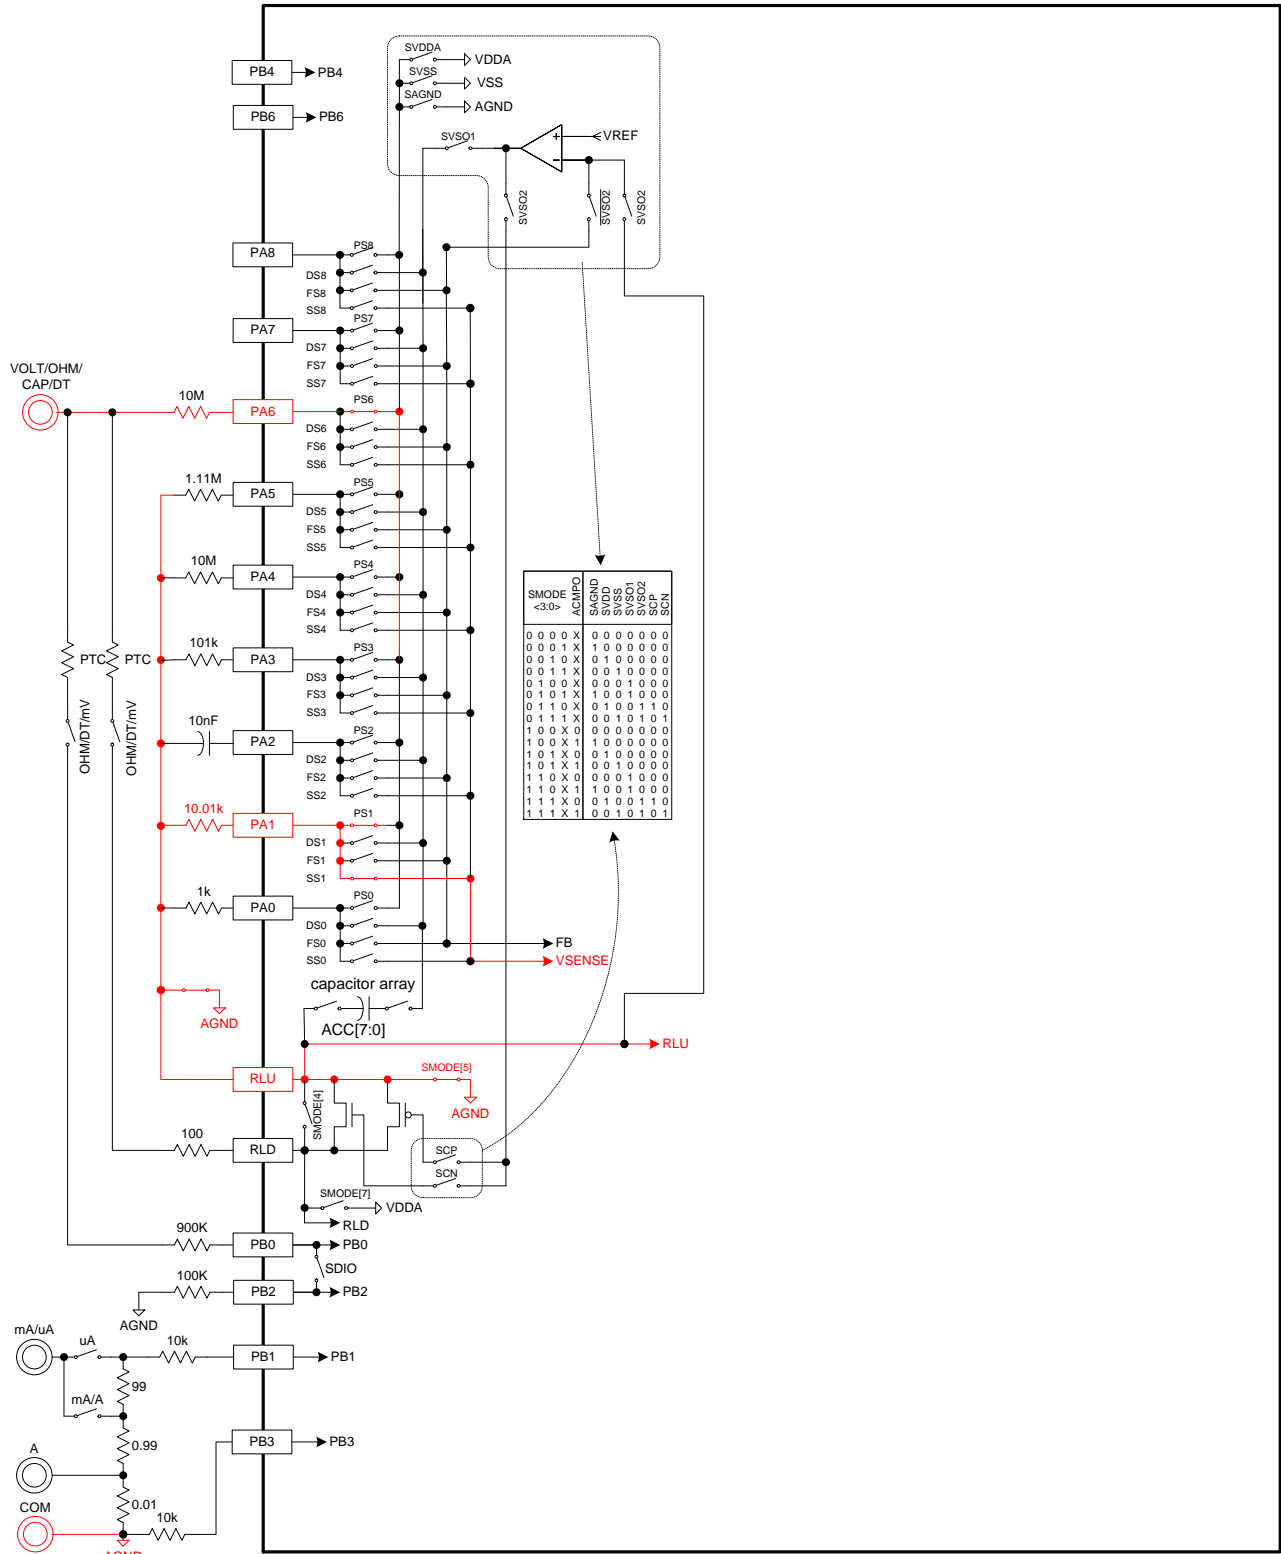 SVDDA
VDDA
PB4
PB4
SVSS
VSS
SAGND
AGND
PB6
PB6
SVSO1
VREF
+
−
SVSO2
SVSO2
SVSO2
PA8
PS8
DS8
FS8
SS8
PA7
PS7
DS7
FS7
SS7
VOLT/OHM/
CAP/DT
10M
PA6
PS6
DS6
FS6
SS6
1.11M
PA5
PS5
DS5
FS5
SS5
10M
PA4
PS4
DS4
FS4
SS4
SMODE
<3:0>
ACMPO
SAGND
SVDD
SVSS
SVSO1
SVSO2
SCP
SCN
0 0 0 0 X 0 0 0 0 0 0 0
0 0 0 1 X 1 0 0 0 0 0 0
0 0 1 0 X 0 1 0 0 0 0 0
0 0 1 1 X 0 0 1 0 0 0 0
0 1 0 0 X 0 0 0 1 0 0 0
0 1 0 1 X 1 0 0 1 0 0 0
0 1 1 0 X 0 1 0 0 1 1 0
0 1 1 1 X 0 0 1 0 1 0 1
1 0 0 X 0 0 0 0 0 0 0 0
1 0 0 X 1 1 0 0 0 0 0 0
1 0 1 X 0 0 1 0 0 0 0 0
1 0 1 X 1 0 0 1 0 0 0 0
1 1 0 X 0 0 0 0 1 0 0 0
1 1 0 X 1 1 0 0 1 0 0 0
1 1 1 X 0 0 1 0 0 1 1 0
1 1 1 X 1 0 0 1 0 1 0 1
PTC
PTC
OHM/DT/mV
OHM/DT/mV
101k
PA3
PS3
DS3
FS3
SS3
10nF
PA2
PS2
DS2
FS2
SS2
10.01k
PA1
PS1
DS1
FS1
SS1
1k
PA0
PS0
DS0
FS0
SS0
FB
VSENSE
capacitor array
ACC[7:0]
AGND
RLU
RLU
SMODE[5]
AGND
SMODE[4]
100
RLD
SCP
SCN
SMODE[7]
VDDA
RLD
900K
PB0
PB0
SDIO
100K
PB2
PB2
AGND
mA/uA
uA
10k
PB1
PB1
99
mA/A
0.99
PB3
PB3
A
0.01
COM
10k
AGND